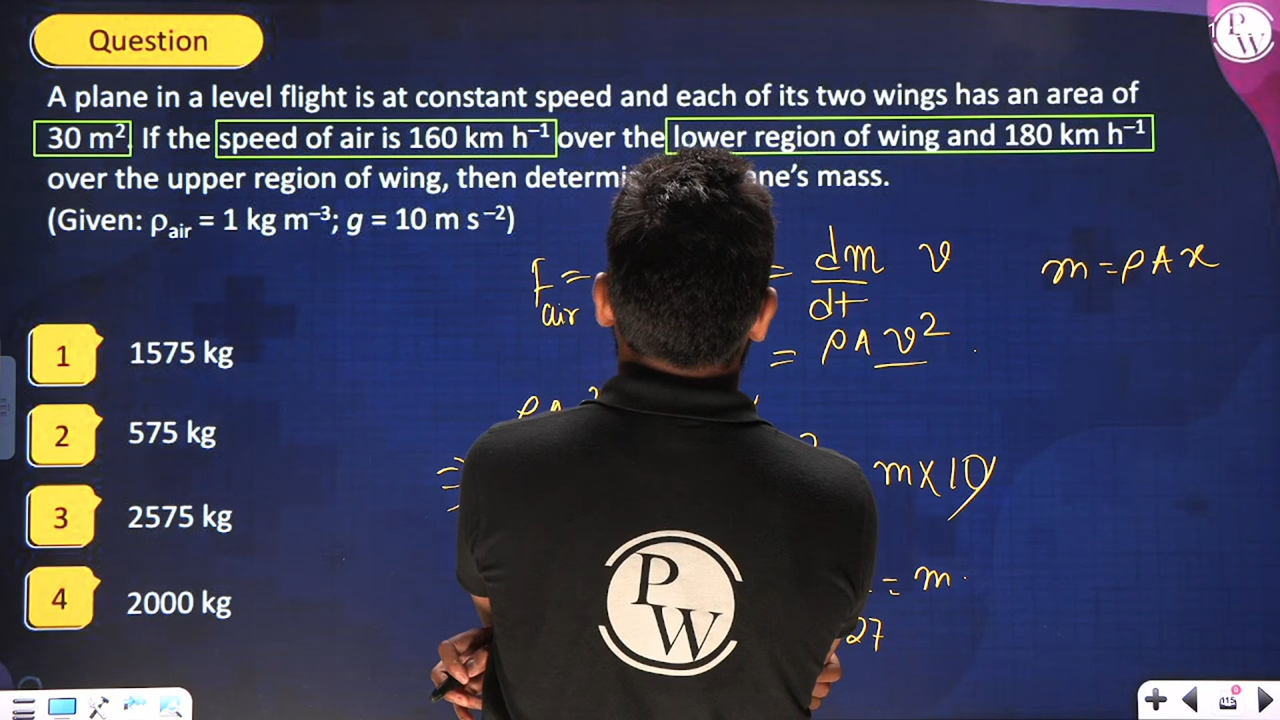 Question
A plane in a level flight is at constant speed and each of its two wings has an area of
30 m². If the speed of air is 160 km h⁻¹ over the lower region of wing and 180 km h⁻¹
over the upper region of wing, then mass.
(Given: ρair = 1 kg m⁻³; g = 10 m s⁻²)
F air = = dm/dt v
m = ρAx
= ρAv²
m×10
= m
27
1 1575 kg
2 575 kg
3 2575 kg
4 2000 kg
PW
PW
115